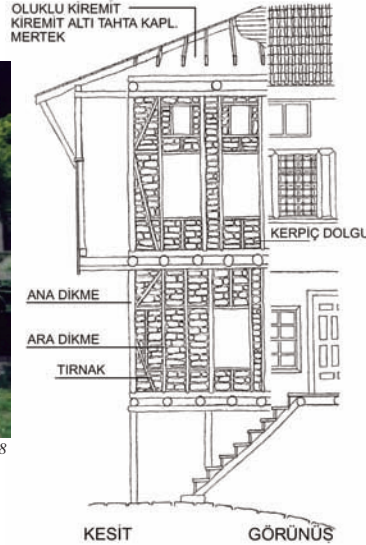 OLUKLU KİREMİT
KİREMİT ALTI TAHTA KAPL.
MERTEK
KERPİÇ DOLGU
ANA DİKME
ARA DİKME
TIRNAK
8
KESİT
GÖRÜNÜŞ